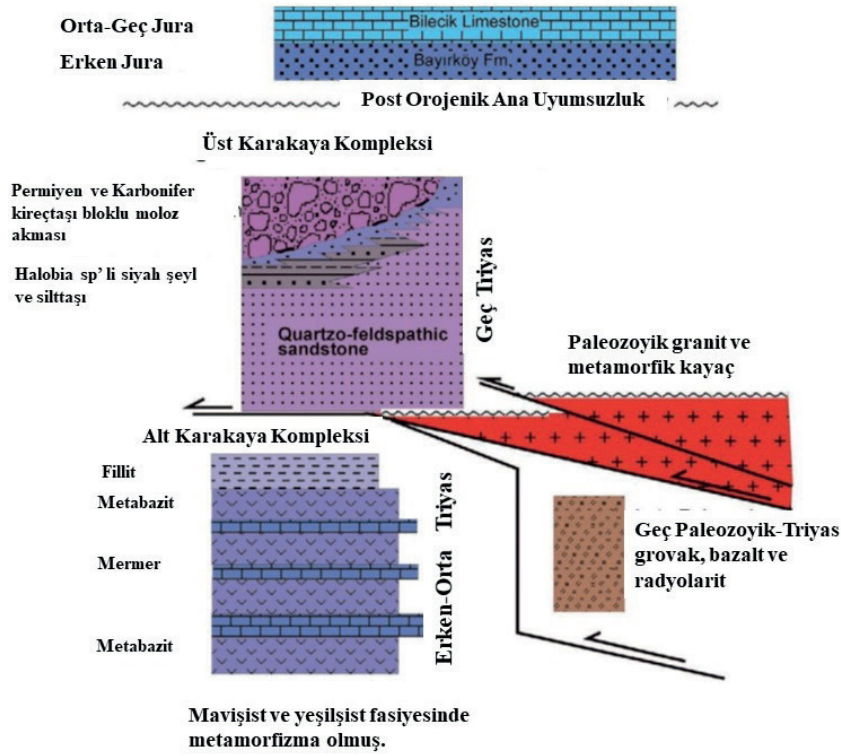 Orta-Geç Jura
Bilecik Limestone
Erken Jura
Bayırköy Fm.
Post Orojenik Ana Uyumsuzluk
Üst Karakaya Kompleksi
Permiyen ve Karbonifer
kireçtaşı bloklu moloz
akması
Halobia sp' li siyah şeyl
ve silttaşı
Quartzo-feldspathic
sandstone
Geç Triyas
Paleozoyik granit ve
metamorfik kayaç
Alt Karakaya Kompleksi
Fillit
Metabazit
Mermer
Metabazit
Erken-Orta Triyas
Geç Paleozoyik-Triyas
grovak, bazalt ve
radyolarit
Mavişist ve yeşilşist fasiyesinde
metamorfizma olmuş.